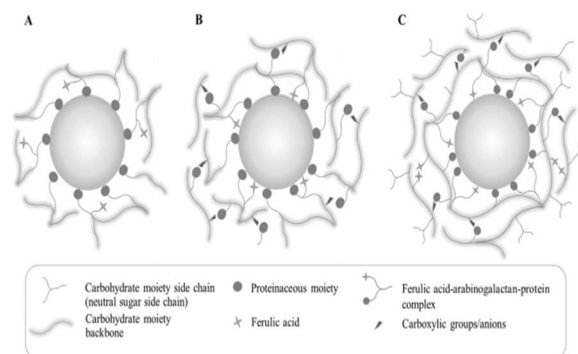 A
B
C
Carbohydrate moiety side chain
(neutral sugar side chain)
Carbohydrate moiety
backbone
Proteinaceous moiety
Ferulic acid
Ferulic acid-arabinogalactan-protein
complex
Carboxylic groups/anions